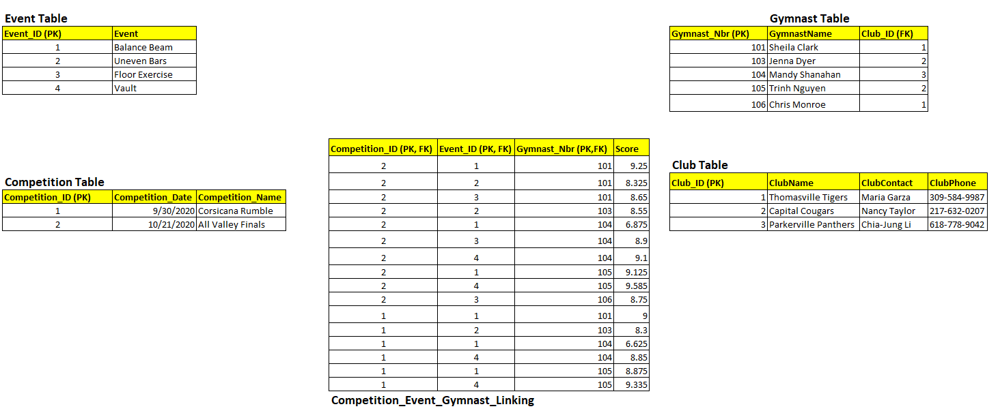 Event Table
Event_ID (PK) Event
1 Balance Beam
2 Uneven Bars
3 Floor Exercise
4 Vault
Gymnast Table
Gymnast_Nbr (PK) GymnastName Club_ID (FK)
101 Sheila Clark 1
103 Jenna Dyer 2
104 Mandy Shanahan 3
105 Trinh Nguyen 2
106 Chris Monroe 1
Competition Table
Competition_ID (PK) Competition_Date Competition_Name
1 9/30/2020 Corsicana Rumble
2 10/21/2020 All Valley Finals
Competition_ID (PK, FK) Event_ID (PK, FK) Gymnast_Nbr (PK,FK) Score
2 1 101 9.25
2 2 101 8.325
2 3 101 8.65
2 2 103 8.55
2 1 104 6.875
2 3 104 8.9
2 4 104 9.1
2 1 105 9.125
2 4 105 9.585
2 3 106 8.75
1 1 101 9
1 2 103 8.3
1 1 104 6.625
1 4 104 8.85
1 1 105 8.875
1 4 105 9.335
Competition_Event_Gymnast_Linking
Club Table
Club_ID (PK) ClubName ClubContact ClubPhone
1 Thomasville Tigers Maria Garza 309-584-9987
2 Capital Cougars Nancy Taylor 217-632-0207
3 Parkerville Panthers Chia-Jung Li 618-778-9042